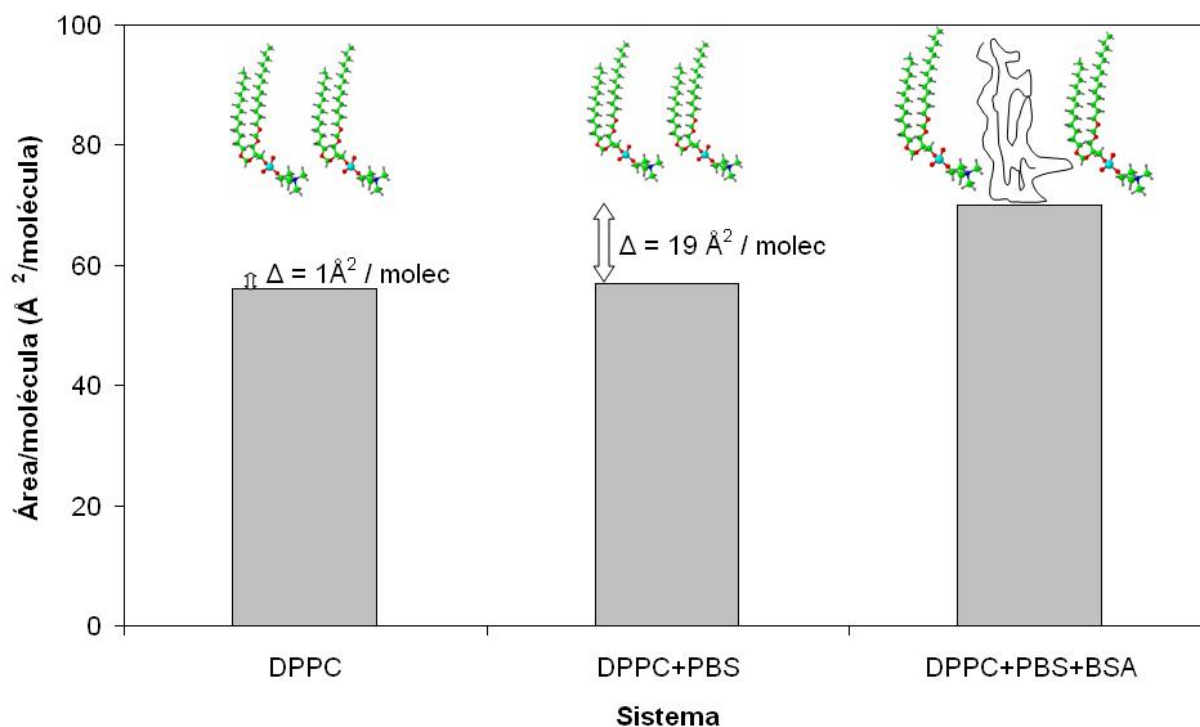 100
80
60
40
20
0
Área/molécula (Å ²/molécula)
Δ = 1Å² / molec
Δ = 19 Å² / molec
DPPC
DPPC+PBS
DPPC+PBS+BSA
Sistema